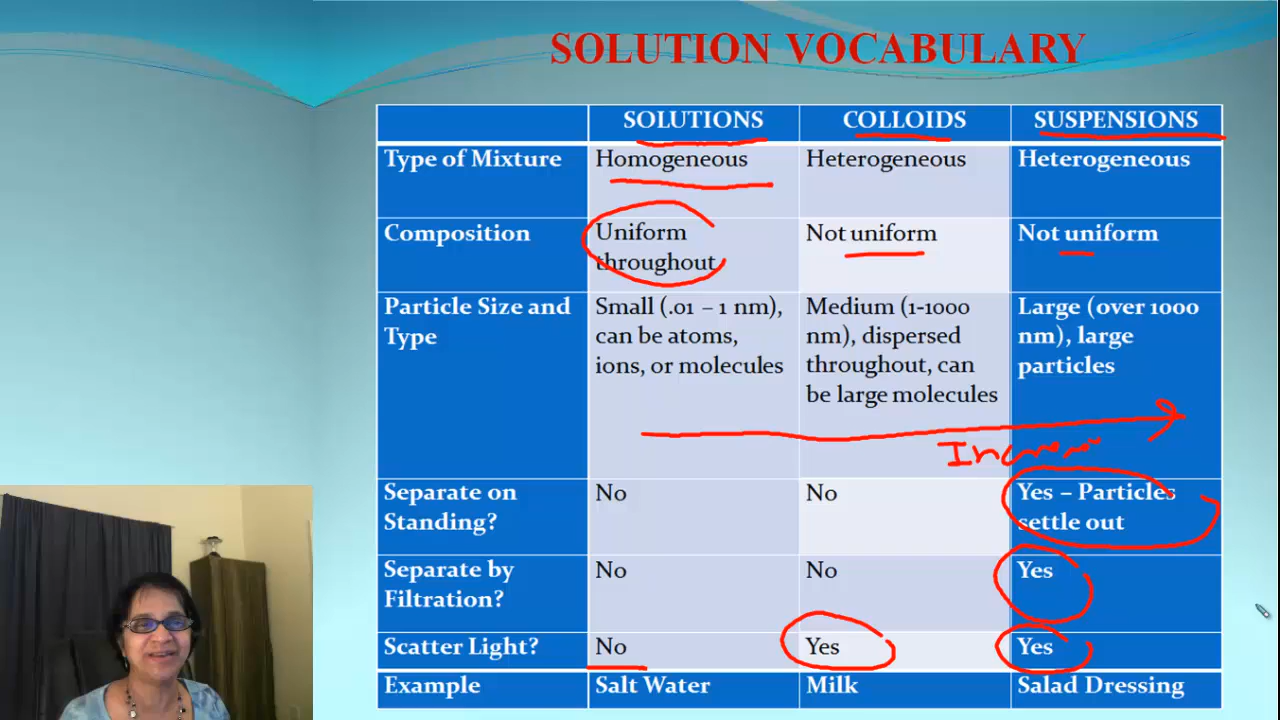 SOLUTION VOCABULARY
SOLUTIONS COLLOIDS SUSPENSIONS
Type of Mixture Homogeneous Heterogeneous Heterogeneous
Composition Uniform Not uniform Not uniform
throughout
Particle Size and Small (.01 – 1 nm), Medium (1-1000 Large (over 1000
Type can be atoms, nm), dispersed nm), large
ions, or molecules throughout, can particles
be large molecules
Separate on No No Yes – Particles
Standing? settle out
Separate by No No Yes
Filtration?
Scatter Light? No Yes Yes
Example Salt Water Milk Salad Dressing